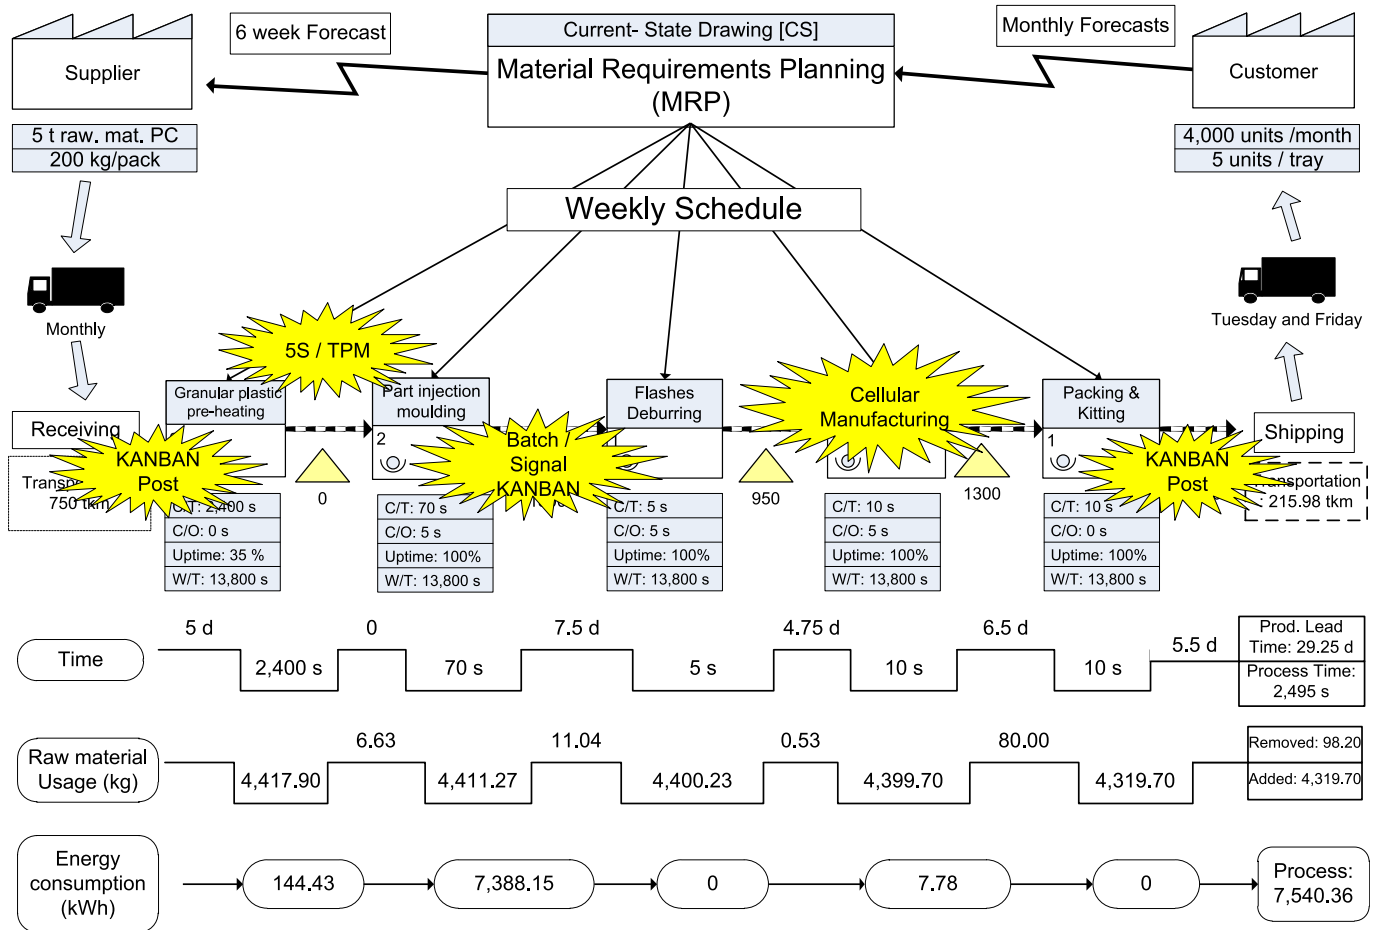 6 week Forecast
Current- State Drawing [CS]
Monthly Forecasts
Supplier
Material Requirements Planning
(MRP)
Customer
5 t raw. mat. PC
200 kg/pack
4,000 units /month
5 units / tray
Weekly Schedule
Monthly
Tuesday and Friday
5S / TPM
Granular plastic
pre-heating
Part injection
moulding
Flashes
Deburring
Cellular
Manufacturing
Packing &
Kitting
Receiving
Shipping
2
1
KANBAN
Post
Batch /
Signal
KANBAN
KANBAN
Post
750 tkm
215.98 tkm
0
950
1300
C/T: 2,400 s
C/O: 0 s
Uptime: 35 %
W/T: 13,800 s
C/T: 70 s
C/O: 5 s
Uptime: 100%
W/T: 13,800 s
C/T: 5 s
C/O: 5 s
Uptime: 100%
W/T: 13,800 s
C/T: 10 s
C/O: 5 s
Uptime: 100%
W/T: 13,800 s
C/T: 10 s
C/O: 0 s
Uptime: 100%
W/T: 13,800 s
Time
5 d
0
7.5 d
4.75 d
6.5 d
5.5 d
2,400 s
70 s
5 s
10 s
10 s
Prod. Lead
Time: 29.25 d
Process Time:
2,495 s
Raw material
Usage (kg)
6.63
11.04
0.53
80.00
4,417.90
4,411.27
4,400.23
4,399.70
4,319.70
Removed: 98.20
Added: 4,319.70
Energy
consumption
(kWh)
144.43
7,388.15
0
7.78
0
Process:
7,540.36